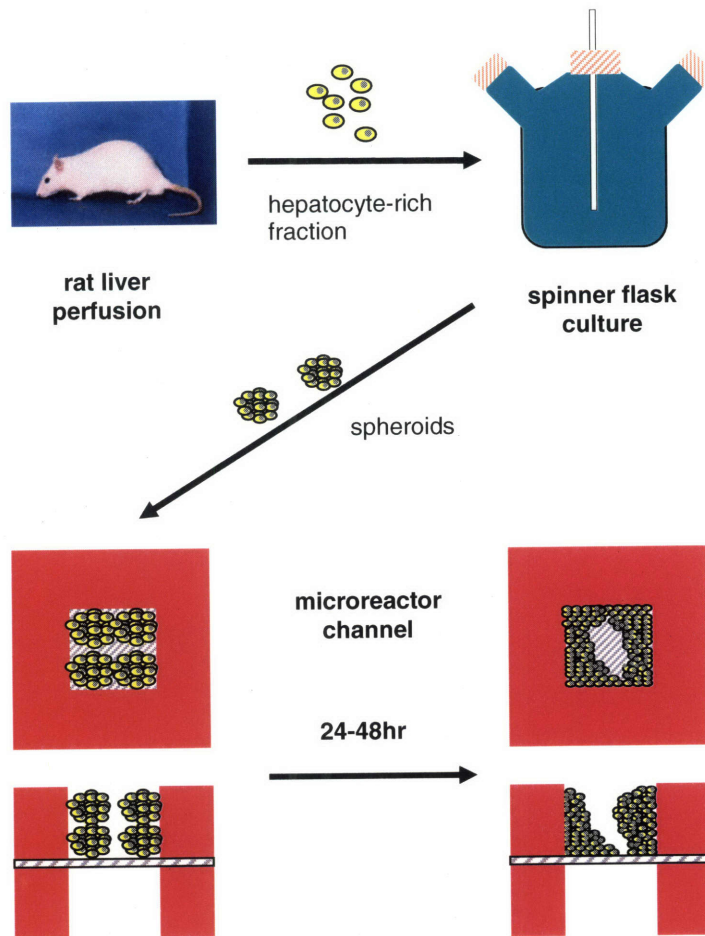 hepatocyte-rich
fraction
rat liver
perfusion
spinner flask
culture
spheroids
microreactor
channel
24-48hr